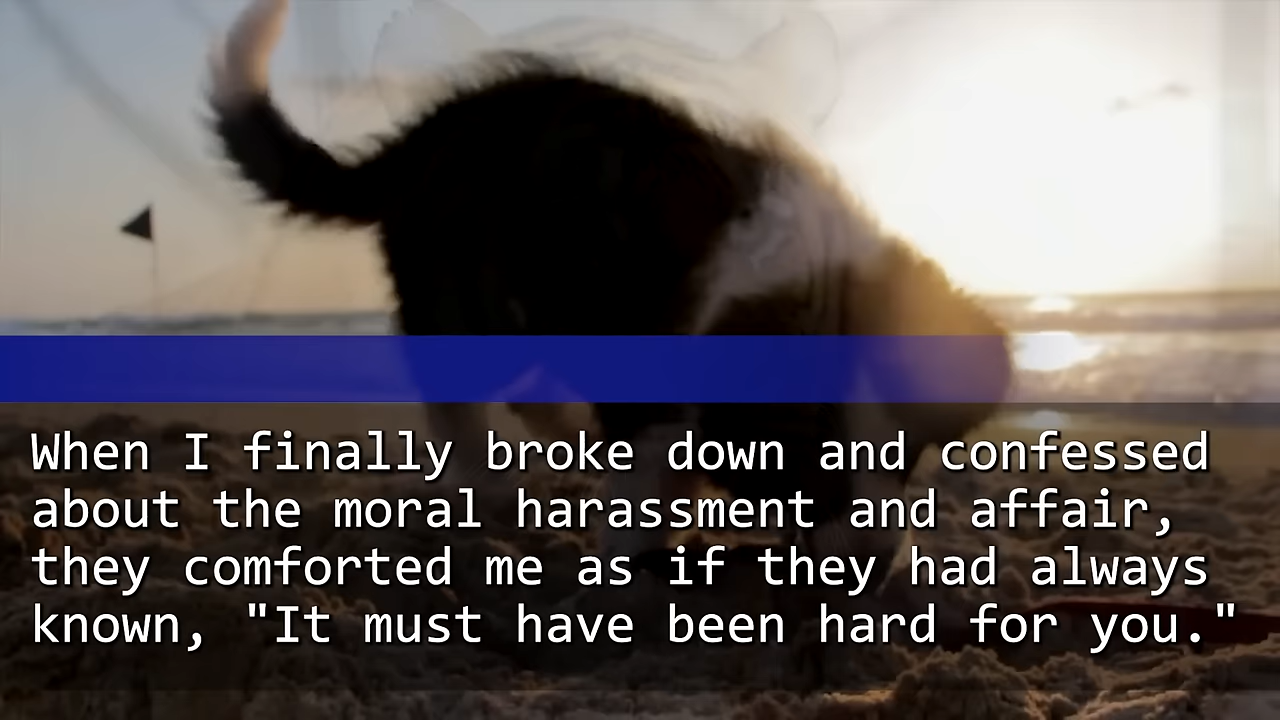 When I finally broke down and confessed
about the moral harassment and affair,
they comforted me as if they had always
known, "It must have been hard for you."